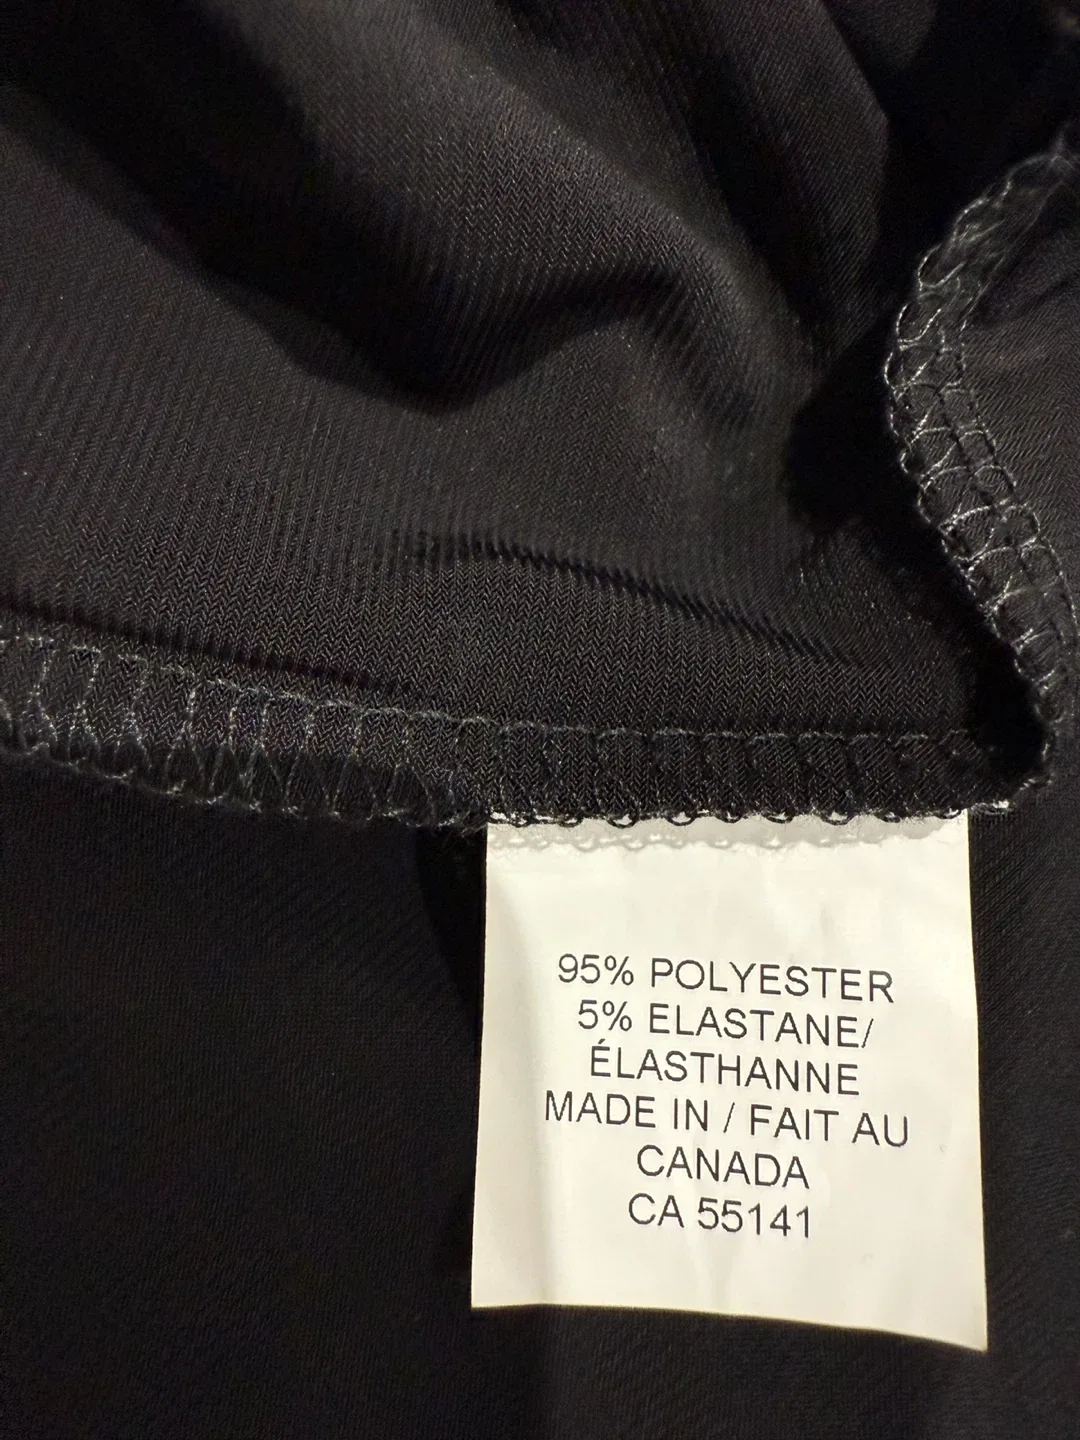 95% POLYESTER
5% ELASTANE/
ÉLASTHANNE
MADE IN / FAIT AU
CANADA
CA 55141